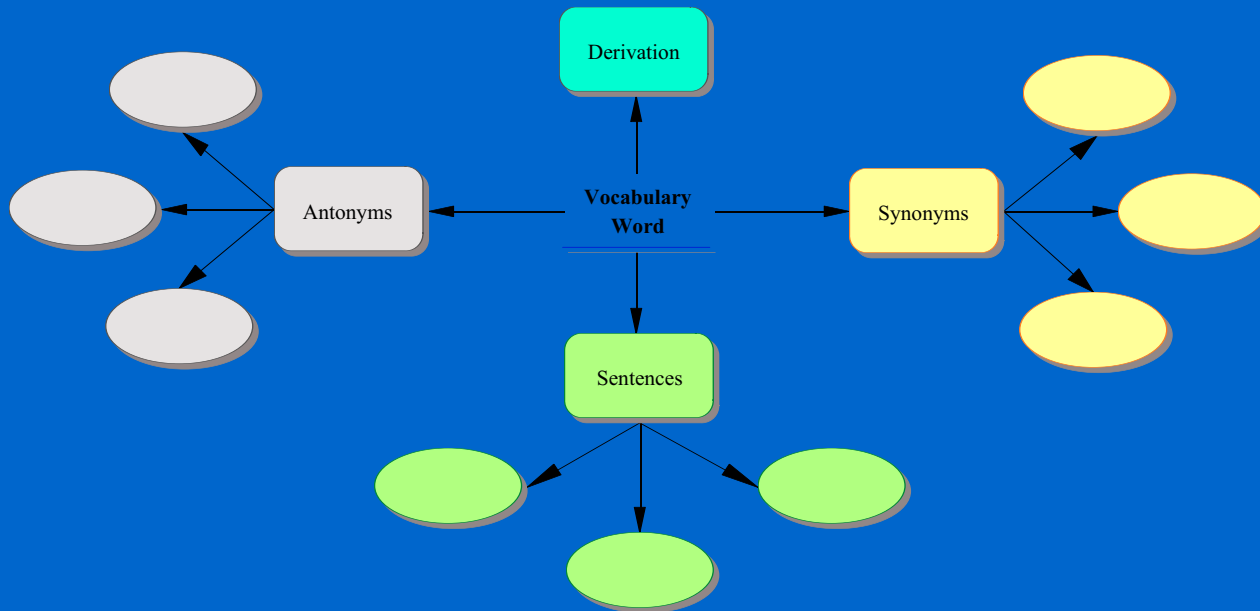 Derivation
Antonyms
Vocabulary
Word
Synonyms
Sentences